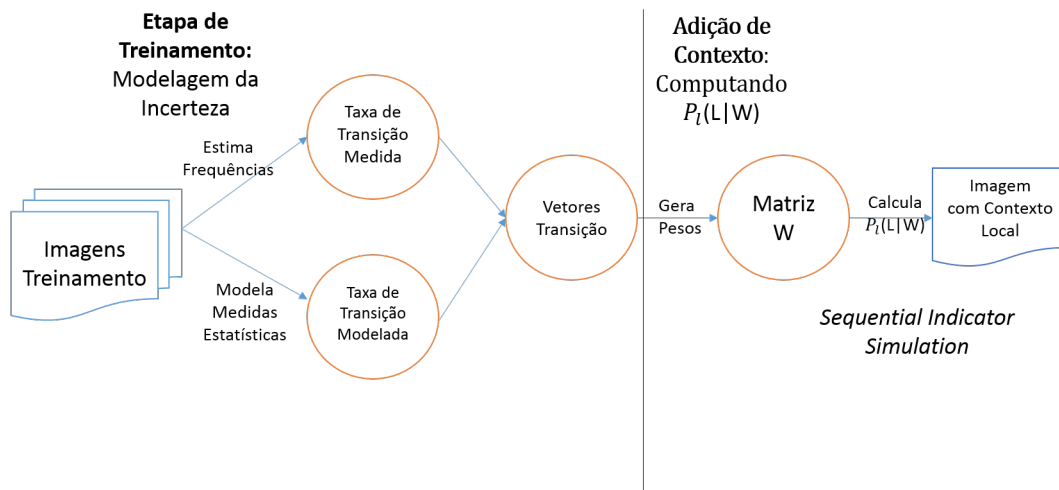 Etapa de
Treinamento:
Modelagem da
Incerteza
Adição de
Contexto:
Computando
𝑃𝑙(L|W)
Estima
Frequências
Taxa de
Transição
Medida
Imagens
Treinamento
Modela
Medidas
Estatísticas
Taxa de
Transição
Modelada
Vetores
Transição
Gera
Pesos
Matriz
W
Calcula
𝑃𝑙(L|W)
Imagem
com Contexto
Local
Sequential Indicator
Simulation